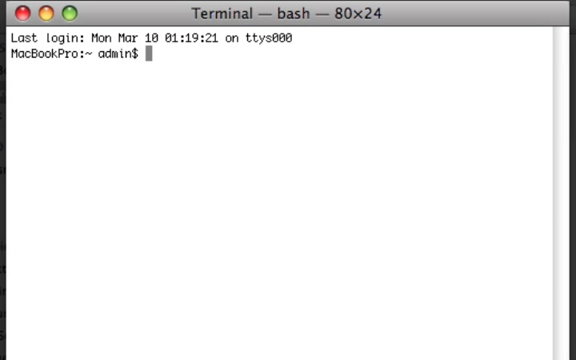 Terminal — bash — 80×24
Last login: Mon Mar 10 01:19:21 on ttys000
MacBookPro:~ admin$